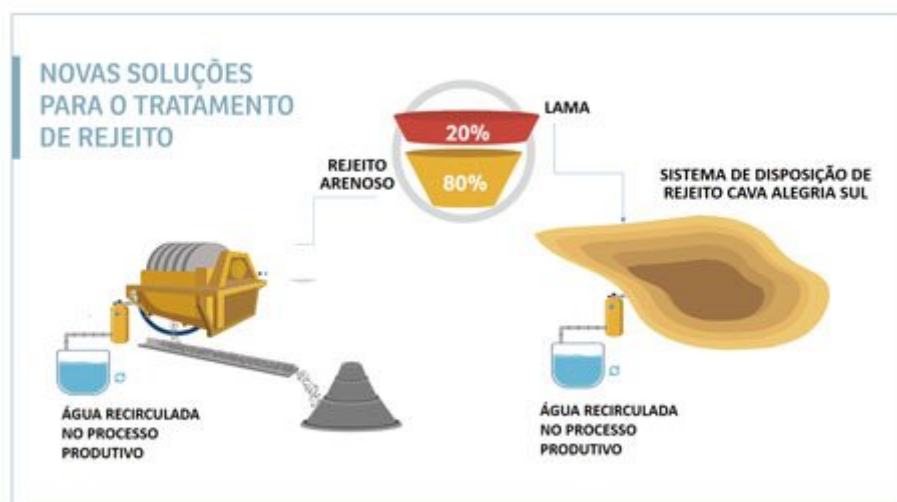 NOVAS SOLUÇÕES
PARA O TRATAMENTO
DE REJEITO
20%
LAMA
REJEITO
ARENOSO
80%
SISTEMA DE DISPOSIÇÃO DE
REJEITO CAVA ALEGRIA SUL
ÁGUA RECIRCULADA
NO PROCESSO
PRODUTIVO
ÁGUA RECIRCULADA
NO PROCESSO
PRODUTIVO